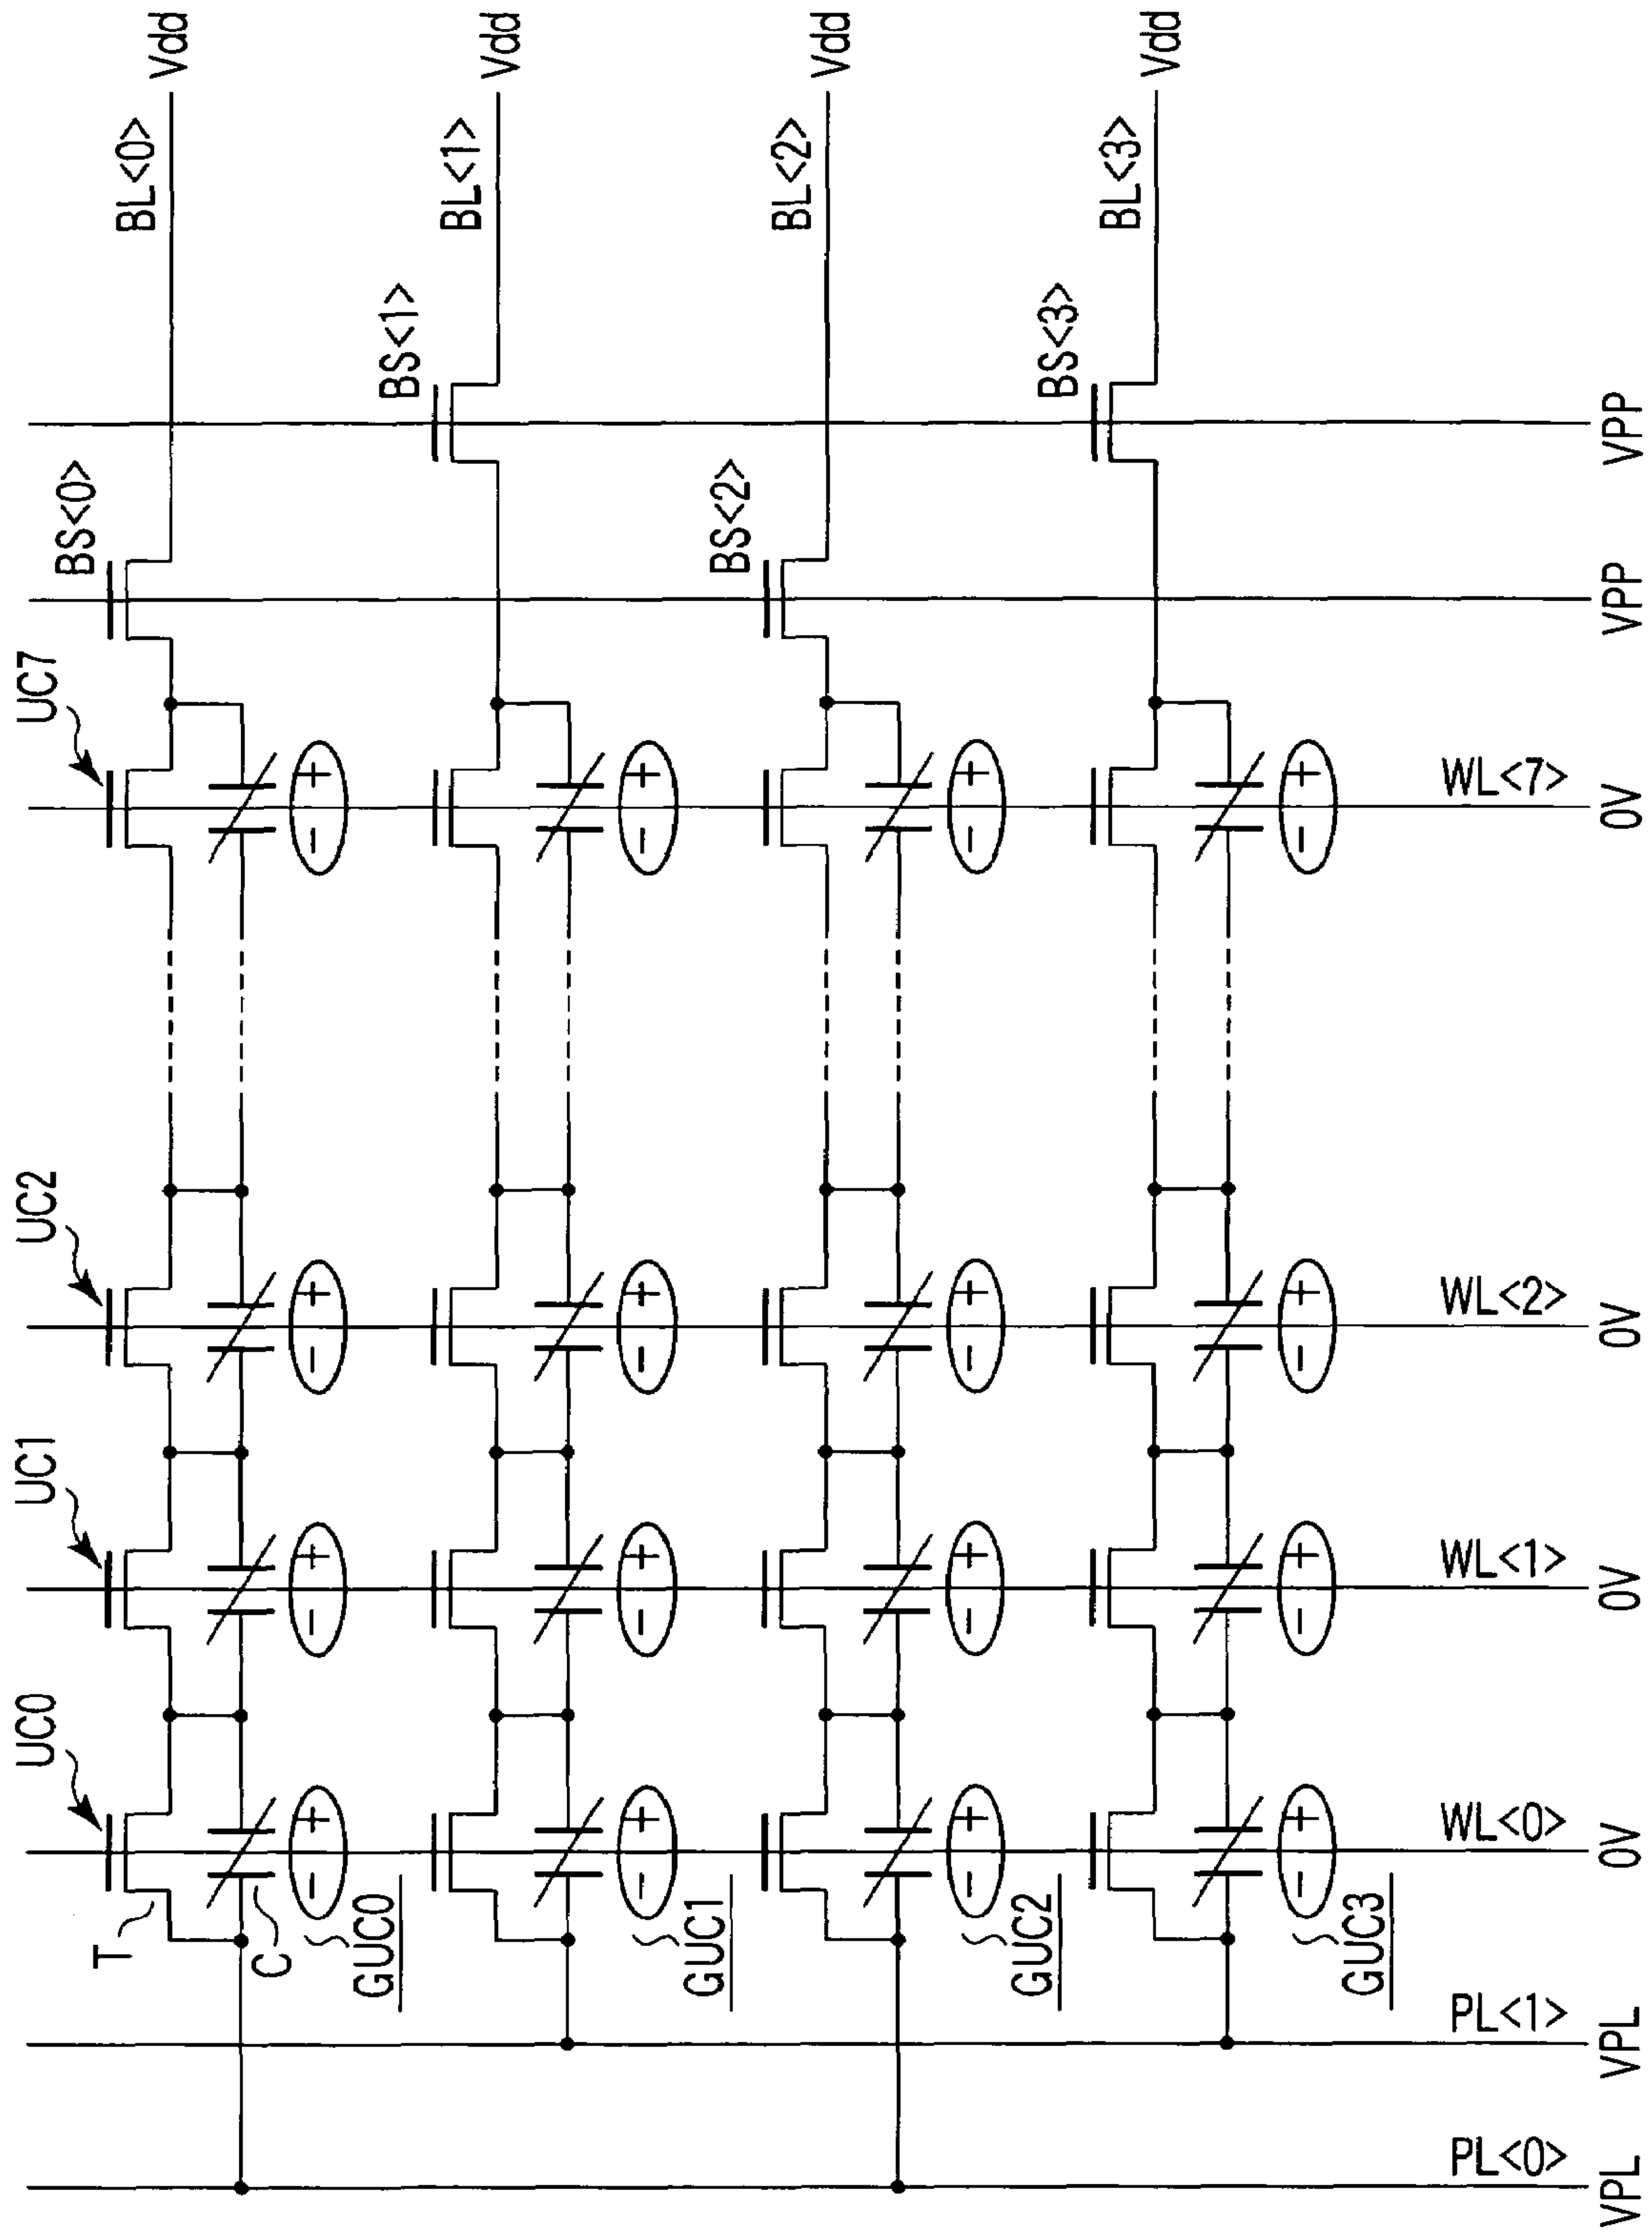 UC0
UC1
UC2
UC7
BS<0>
BL<0>
Vdd
T
C
− + − + − + − +
GUC0
BS<1>
BL<1>
Vdd
− + − + − + − +
GUC1
BS<2>
BL<2>
Vdd
− + − + − + − +
GUC2
BS<3>
BL<3>
Vdd
− + − + − + − +
GUC3
PL<0> PL<1> WL<0> WL<1> WL<2> WL<7>
VPL VPL 0V 0V 0V 0V VPP VPP